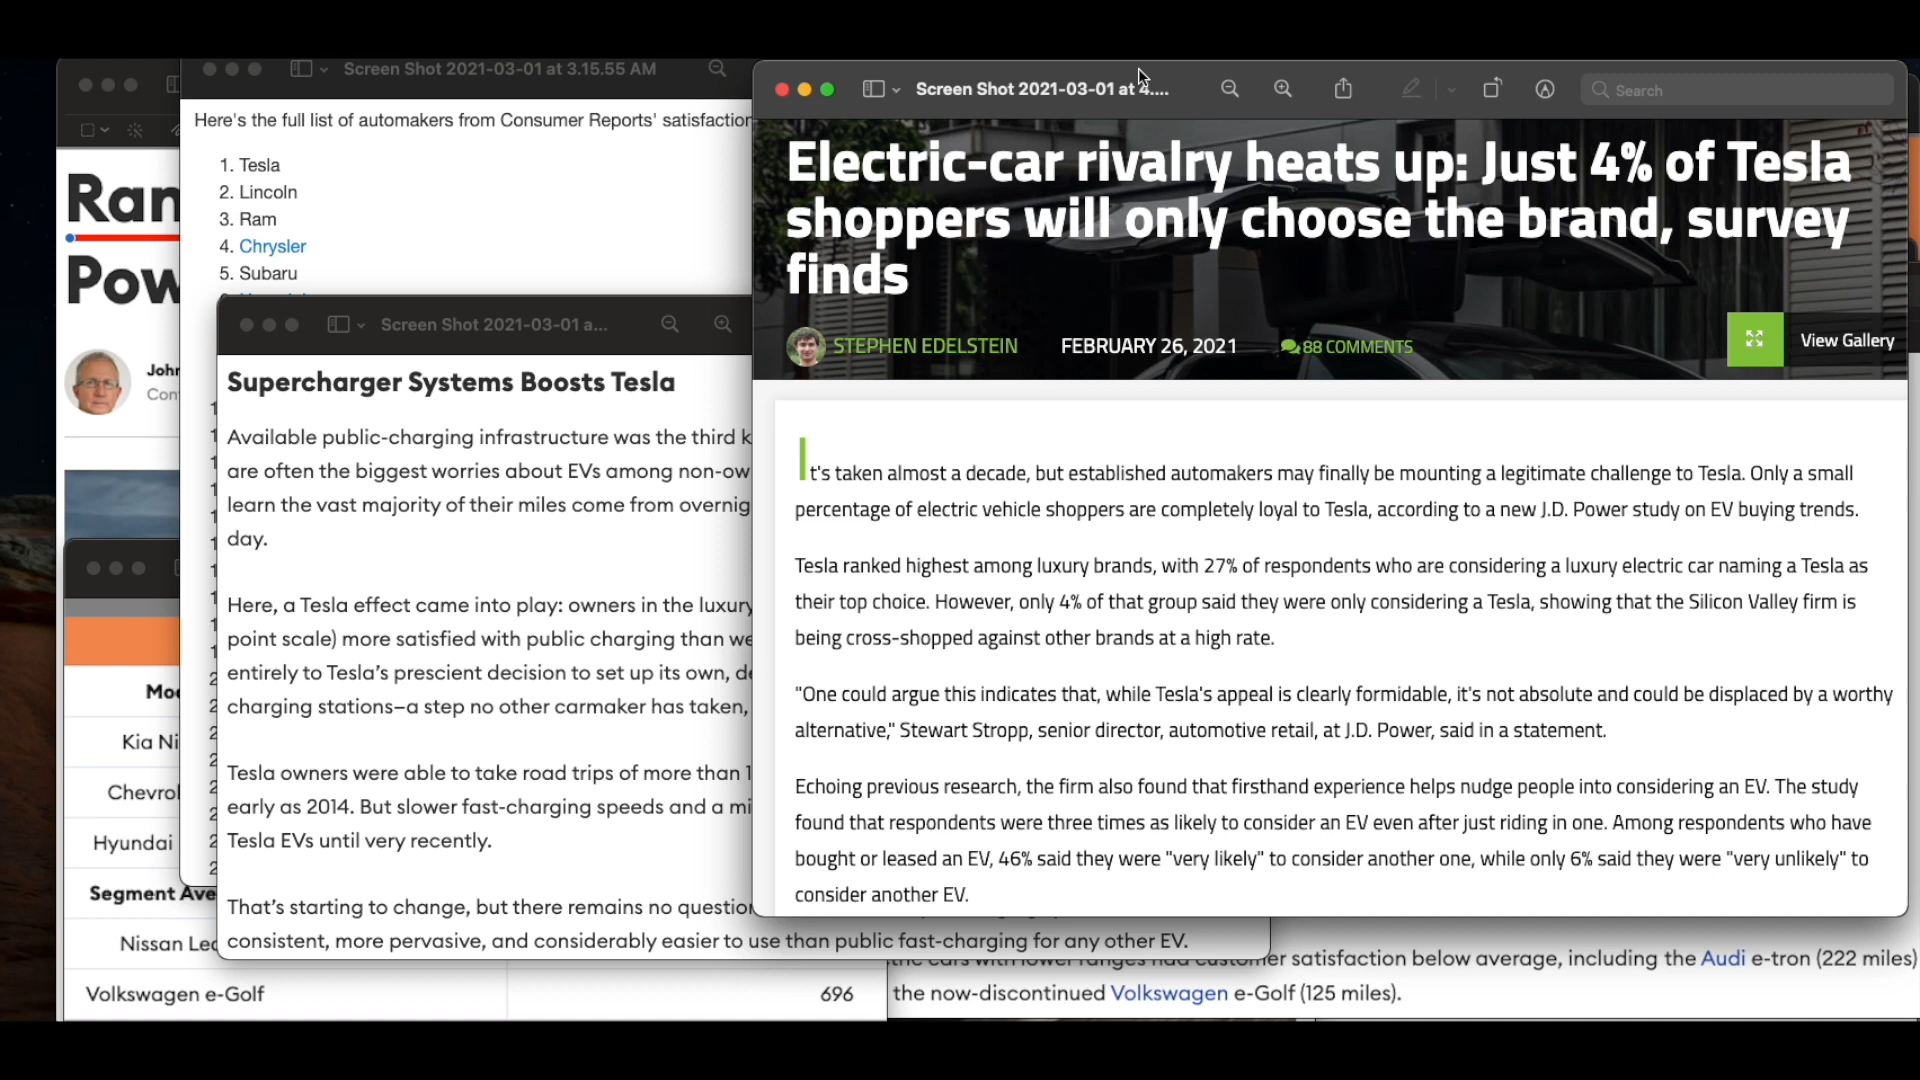 Screen Shot 2021-03-01 at 3.15.55 AM
Here's the full list of automakers from Consumer Reports' satisfaction
1. Tesla
2. Lincoln
3. Ram
4. Chrysler
5. Subaru
Screen Shot 2021-03-01 at 4....
Search
Electric-car rivalry heats up: Just 4% of Tesla
shoppers will only choose the brand, survey
finds
STEPHEN EDELSTEIN
FEBRUARY 26, 2021
88 COMMENTS
View Gallery
It's taken almost a decade, but established automakers may finally be mounting a legitimate challenge to Tesla. Only a small
percentage of electric vehicle shoppers are completely loyal to Tesla, according to a new J.D. Power study on EV buying trends.
Tesla ranked highest among luxury brands, with 27% of respondents who are considering a luxury electric car naming a Tesla as
their top choice. However, only 4% of that group said they were only considering a Tesla, showing that the Silicon Valley firm is
being cross-shopped against other brands at a high rate.
"One could argue this indicates that, while Tesla's appeal is clearly formidable, it's not absolute and could be displaced by a worthy
alternative," Stewart Stropp, senior director, automotive retail, at J.D. Power, said in a statement.
Echoing previous research, the firm also found that firsthand experience helps nudge people into considering an EV. The study
found that respondents were three times as likely to consider an EV even after just riding in one. Among respondents who have
bought or leased an EV, 46% said they were "very likely" to consider another one, while only 6% said they were "very unlikely" to
consider another EV.
Screen Shot 2021-03-01 a...
Supercharger Systems Boosts Tesla
Available public-charging infrastructure was the third k
are often the biggest worries about EVs among non-ow
learn the vast majority of their miles come from overnig
day.
Here, a Tesla effect came into play: owners in the luxury
point scale) more satisfied with public charging than we
entirely to Tesla's prescient decision to set up its own, de
charging stations—a step no other carmaker has taken,
Tesla owners were able to take road trips of more than 1
early as 2014. But slower fast-charging speeds and a mi
Tesla EVs until very recently.
That's starting to change, but there remains no question
consistent, more pervasive, and considerably easier to use than public fast-charging for any other EV.
Ran
Pow
John
Con
Mod
Kia Ni
Chevrol
Hyundai
Segment Ave
Nissan Lea
Volkswagen e-Golf
696
tric cars with lower ranges had customer satisfaction below average, including the Audi e-tron (222 miles)
the now-discontinued Volkswagen e-Golf (125 miles).